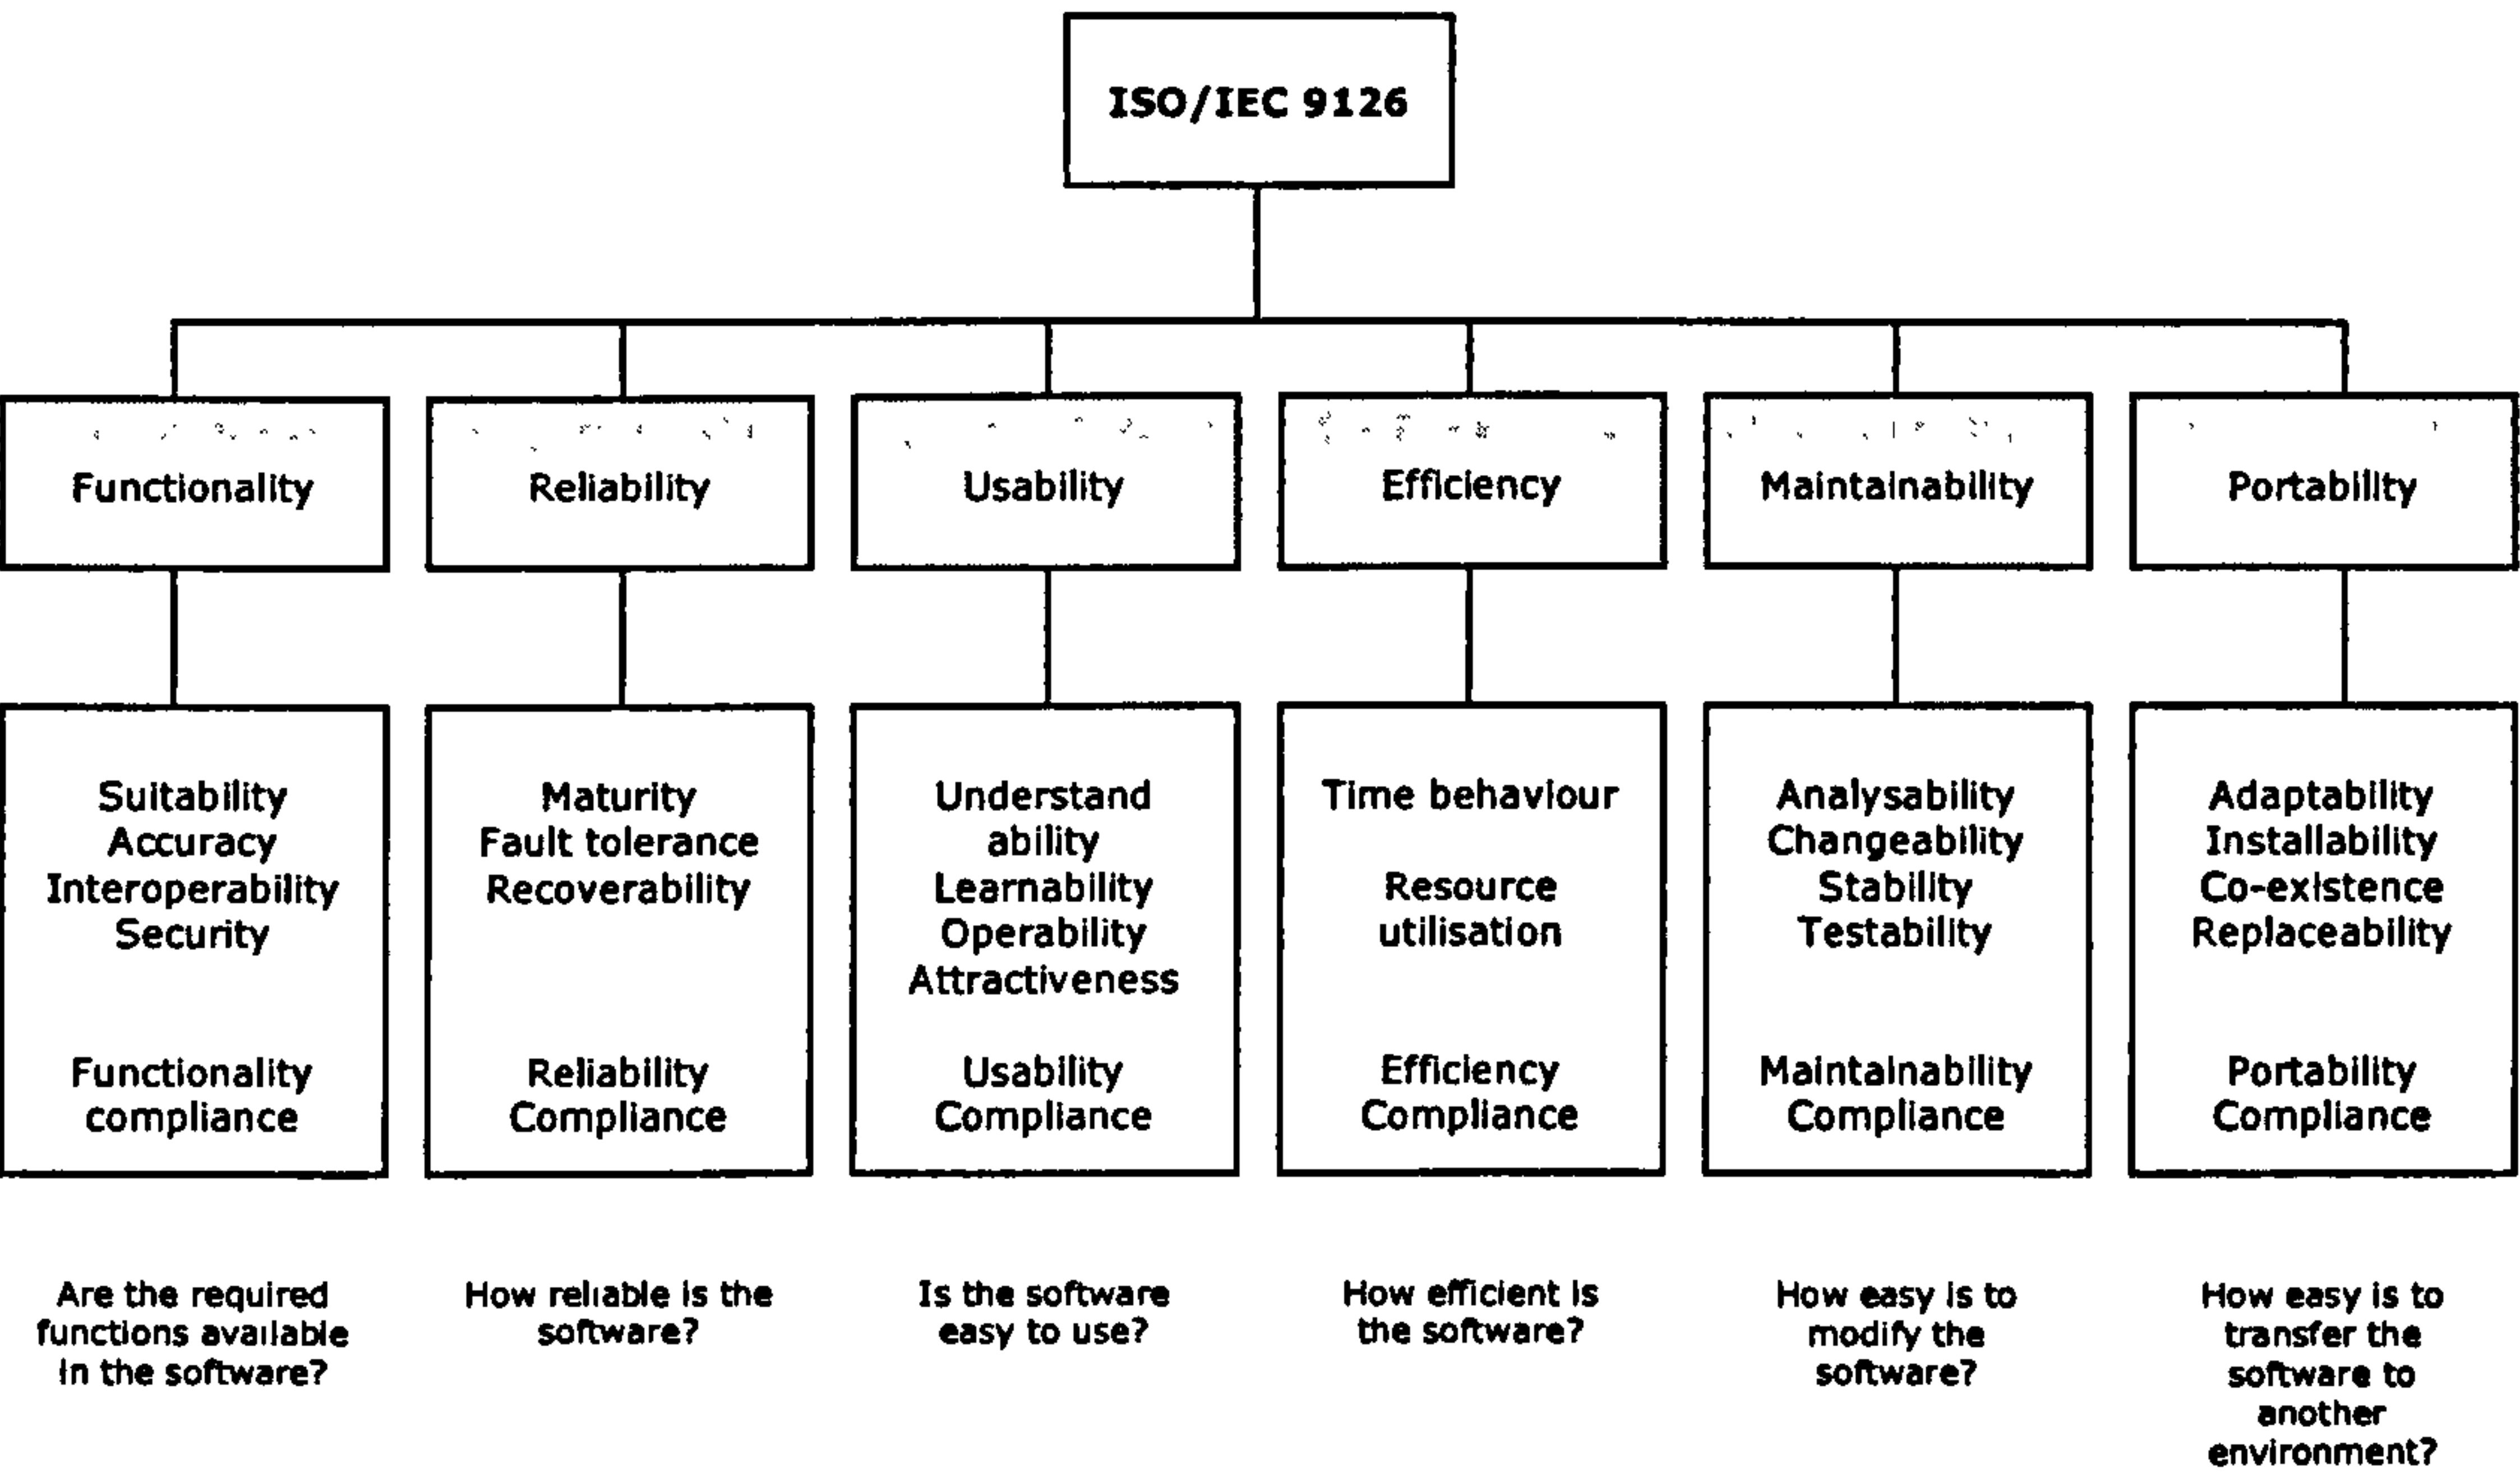 ISO/IEC 9126
Functionality
Reliability
Usability
Efficiency
Maintainability
Portability
Suitability
Accuracy
Interoperability
Security
Functionality
compliance
Maturity
Fault tolerance
Recoverability
Reliability
Compliance
Understand
ability
Learnability
Operability
Attractiveness
Usability
Compliance
Time behaviour
Resource
utilisation
Efficiency
Compliance
Analysability
Changeability
Stability
Testability
Maintainability
Compliance
Adaptability
Installability
Co-existence
Replaceability
Portability
Compliance
Are the required
functions available
in the software?
How reliable is the
software?
Is the software
easy to use?
How efficient is
the software?
How easy is to
modify the
software?
How easy is to
transfer the
software to
another
environment?